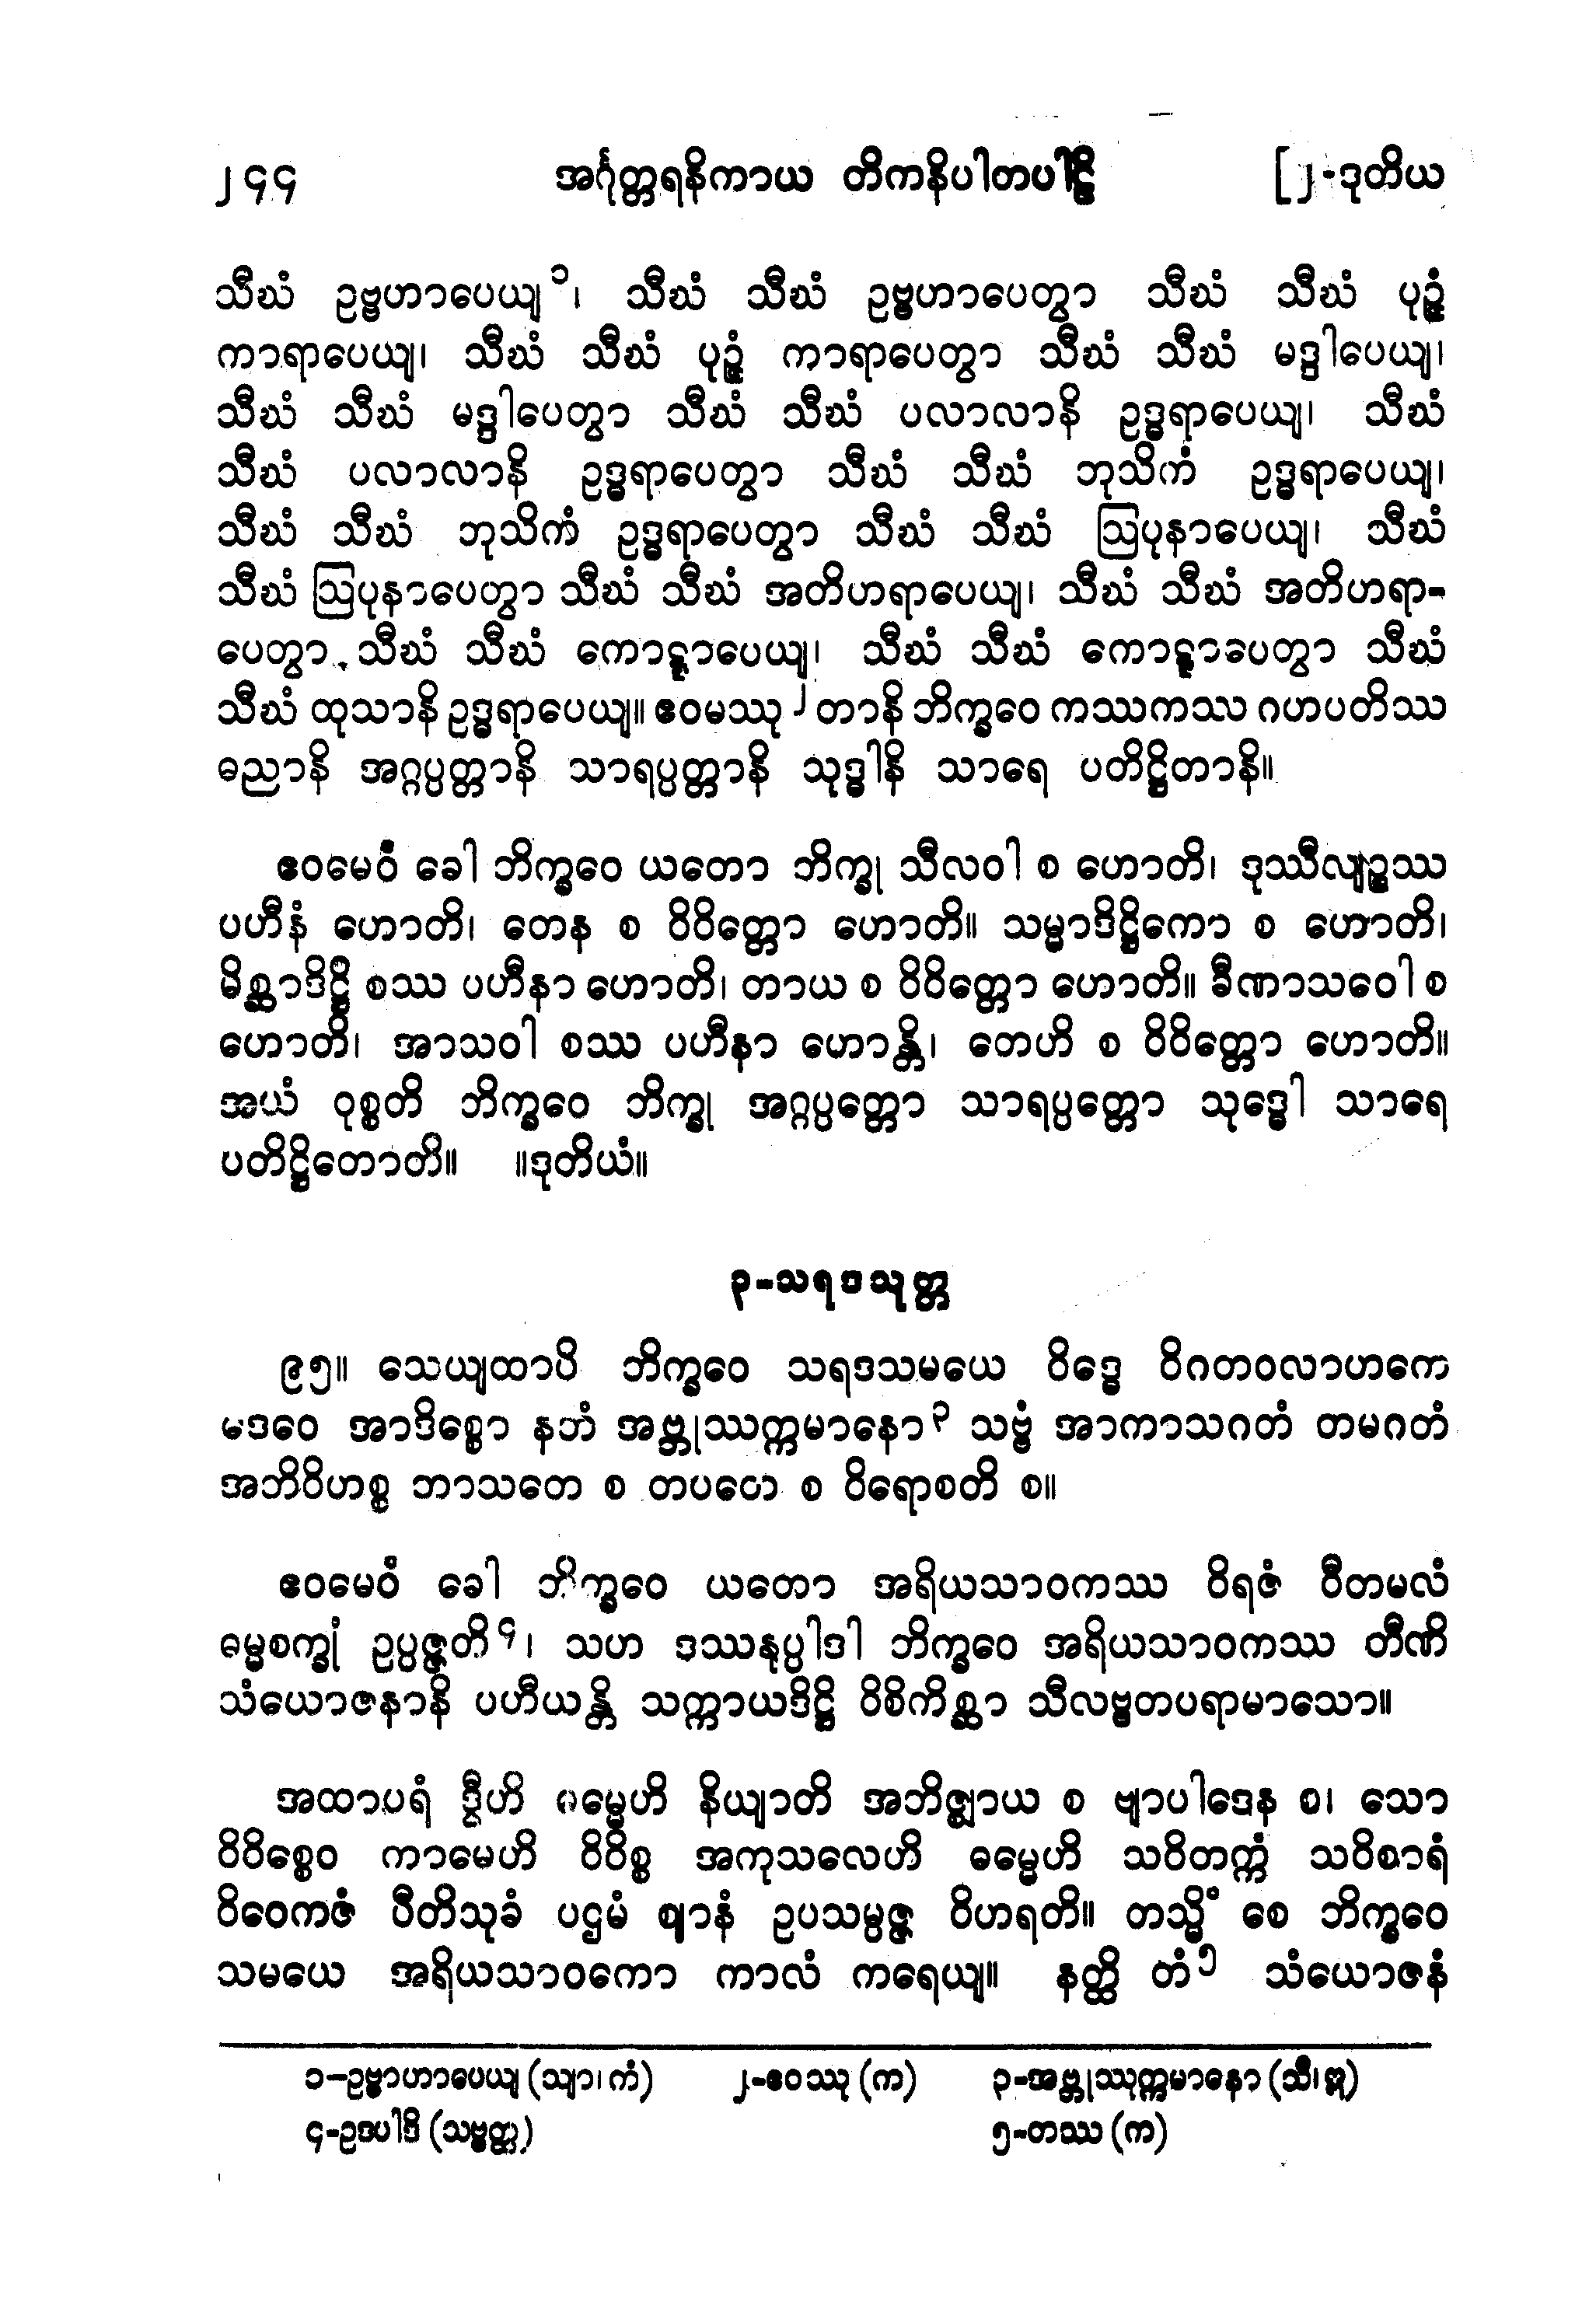 ၂၄၄ အင်္ဂုတ္တရနိကာယ တိကနိပါတပါဠိ [၂-ဒုတိယ
သီဃံ ဥဗ္ဗဟာပေယျ၁၊ သီဃံ သီဃံ ဥဗ္ဗဟာပေတွာ သီဃံ သီဃံ ပုဉ္ဇံ
ကာရာပေယျ၊ သီဃံ သီဃံ ပုဉ္ဇံ ကာရာပေတွာ သီဃံ သီဃံ မဒ္ဒါပေယျ၊
သီဃံ သီဃံ မဒ္ဒါပေတွာ သီဃံ သီဃံ ပလာလာနိ ဥဒ္ဓရာပေယျ၊ သီဃံ
သီဃံ ပလာလာနိ ဥဒ္ဓရာပေတွာ သီဃံ သီဃံ ဘုသိကံ ဥဒ္ဓရာပေယျ၊
သီဃံ သီဃံ ဘုသိကံ ဥဒ္ဓရာပေတွာ သီဃံ သီဃံ ဩပုနာပေယျ၊ သီဃံ
သီဃံ ဩပုနာပေတွာ သီဃံ သီဃံ အတိဟရာပေယျ၊ သီဃံ သီဃံ အတိဟရာ-
ပေတွာ သီဃံ သီဃံ ကောဋ္ဋာပေယျ၊ သီဃံ သီဃံ ကောဋ္ဋာပေတွာ သီဃံ
သီဃံ ထုသာနိ ဥဒ္ဓရာပေယျ။ ဧဝမဿု၂ တာနိ ဘိက္ခဝေ ကဿကဿ ဂဟပတိဿ
ဓညာနိ အဂ္ဂပ္ပတ္တာနိ သာရပ္ပတ္တာနိ သုဒ္ဓါနိ သာရေ ပတိဋ္ဌိတာနိ။
ဧဝမေဝံ ခေါ ဘိက္ခဝေ ယတော ဘိက္ခု သီလဝါ စ ဟောတိ၊ ဒုဿီလျဉ္စဿ
ပဟီနံ ဟောတိ၊ တေန စ ဝိဝိတ္တော ဟောတိ။ သမ္မာဒိဋ္ဌိကော စ ဟောတိ၊
မိစ္ဆာဒိဋ္ဌိ စဿ ပဟီနာ ဟောတိ၊ တာယ စ ဝိဝိတ္တော ဟောတိ။ ခီဏာသဝေါ စ
ဟောတိ၊ အာသဝါ စဿ ပဟီနာ ဟောန္တိ၊ တေဟိ စ ဝိဝိတ္တော ဟောတိ။
အယံ ဝုစ္စတိ ဘိက္ခဝေ ဘိက္ခု အဂ္ဂပ္ပတ္တော သာရပ္ပတ္တော သုဒ္ဓေါ သာရေ
ပတိဋ္ဌိတောတိ။ ။ဒုတိယံ။
၃-သရဒသုတ္တ
၉၅။ သေယျထာပိ ဘိက္ခဝေ သရဒသမယေ ဝိဒ္ဓေ ဝိဂတဝလာဟကေ
ဒေဝေ အာဒိစ္စော နဘံ အဗ္ဘုဿက္ကမာနော၃ သဗ္ဗံ အာကာသဂတံ တမဂတံ
အဘိဝိဟစ္စ ဘာသတေ စ တပတေ စ ဝိရောစတိ စ။
ဧဝမေဝံ ခေါ ဘိက္ခဝေ ယတော အရိယသာဝကဿ ဝိရဇံ ဝီတမလံ
ဓမ္မစက္ခုံ ဥပ္ပဇ္ဇတိ၄၊ သဟ ဒဿနုပ္ပါဒါ ဘိက္ခဝေ အရိယသာဝကဿ တီဏိ
သံယောဇနာနိ ပဟီယန္တိ သက္ကာယဒိဋ္ဌိ ဝိစိကိစ္ဆာ သီလဗ္ဗတပရာမာသော။
အထာပရံ ဒွီဟိ ဓမ္မေဟိ နိယျာတိ အဘိဇ္ဈာယ စ ဗျာပါဒေန စ၊ သော
ဝိဝိစ္စေဝ ကာမေဟိ ဝိဝိစ္စ အကုသလေဟိ ဓမ္မေဟိ သဝိတက္ကံ သဝိစာရံ
ဝိဝေကဇံ ပီတိသုခံ ပဌမံ ဈာနံ ဥပသမ္ပဇ္ဇ ဝိဟရတိ။ တသ္မိံ စေ ဘိက္ခဝေ
သမယေ အရိယသာဝကော ကာလံ ကရေယျ။ နတ္ထိ တံ၅ သံယောဇနံ
၁-ဥဗ္ဗာဟာပေယျ (သျာ၊ ကံ) ၂-ဧဝဿု (က) ၃-အဗ္ဘုဿုက္ကမာနော (သီ၊ ဣ)
၄-ဥဒပါဒိ (သဗ္ဗတ္ထ) ၅-တဿ (က)